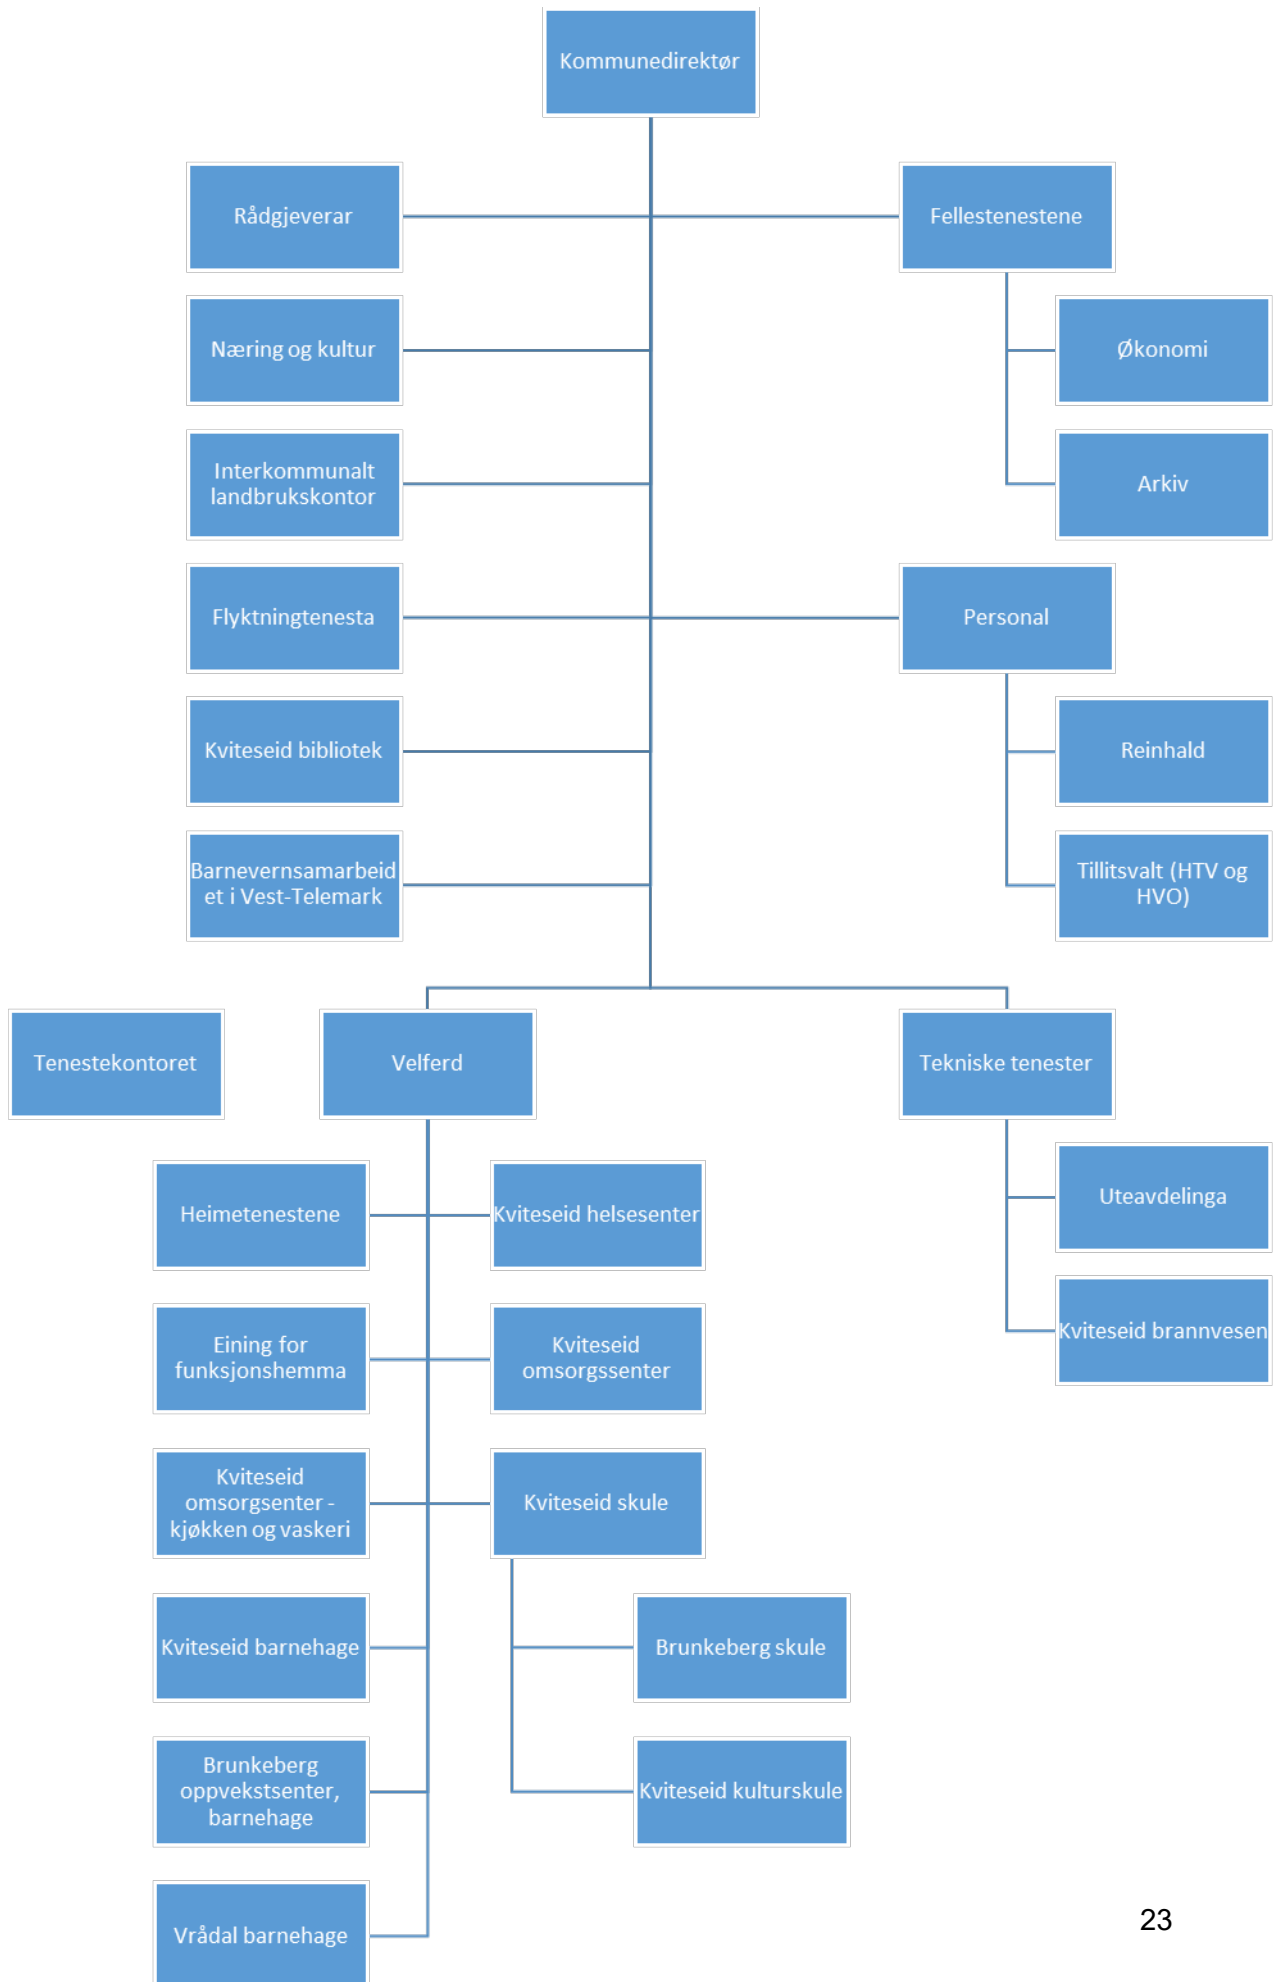 Kommunedirektør
Rådgjeverar
Fellestenestene
Næring og kultur
Økonomi
Interkommunalt
landbrukskontor
Arkiv
Flyktningtenesta
Personal
Kviteseid bibliotek
Reinhald
Barnevernsamarbeid
et i Vest-Telemark
Tillitsvalt (HTV og
HVO)
Tenestekontoret
Velferd
Tekniske tenester
Heimetenestene
Kviteseid helsesenter
Uteavdelinga
Eining for
funksjonshemma
Kviteseid
omsorgssenter
Kviteseid brannvesen
Kviteseid
omsorgsenter -
kjøkken og vaskeri
Kviteseid skule
Kviteseid barnehage
Brunkeberg skule
Brunkeberg
oppvekstsenter,
barnehage
Kviteseid kulturskule
Vrådal barnehage
23